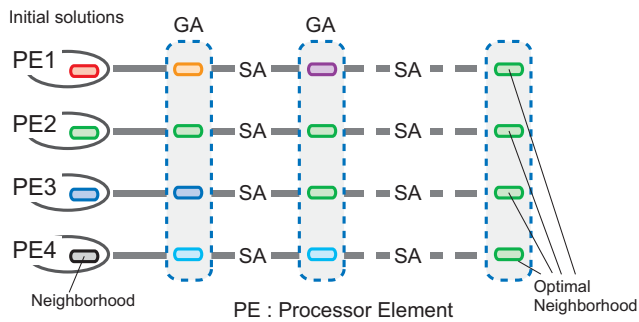 Initial solutions
GA GA
PE1 SA SA
PE2 SA SA
PE3 SA SA
PE4 SA SA
Neighborhood
Optimal
Neighborhood
PE : Processor Element